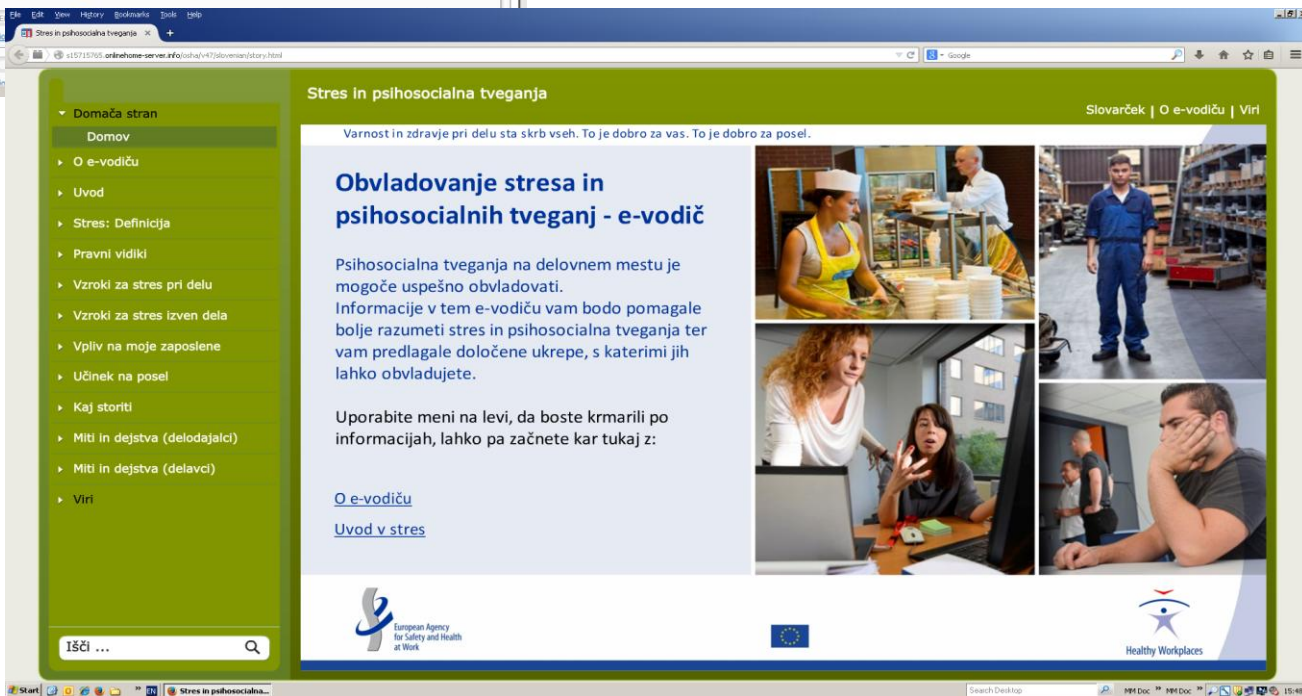 File Edit View History Bookmarks Tools Help
Stres in psihosocialna tveganja × +
s15715765.onlinehome-server.info/osha/v47/slovenian/story.html
Google
Stres in psihosocialna tveganja
Slovarček | O e-vodiču | Viri
Domača stran
Domov
O e-vodiču
Uvod
Stres: Definicija
Pravni vidiki
Vzroki za stres pri delu
Vzroki za stres izven dela
Vpliv na moje zaposlene
Učinek na posel
Kaj storiti
Miti in dejstva (delodajalci)
Miti in dejstva (delavci)
Viri
Išči ...
Varnost in zdravje pri delu sta skrb vseh. To je dobro za vas. To je dobro za posel.
Obvladovanje stresa in
psihosocialnih tveganj - e-vodič
Psihosocialna tveganja na delovnem mestu je
mogoče uspešno obvladovati.
Informacije v tem e-vodiču vam bodo pomagale
bolje razumeti stres in psihosocialna tveganja ter
vam predlagale določene ukrepe, s katerimi jih
lahko obvladujete.
Uporabite meni na levi, da boste krmarili po
informacijah, lahko pa začnete kar tukaj z:
O e-vodiču
Uvod v stres
European Agency
for Safety and Health
at Work
Healthy Workplaces
Start
EN
Stres in psihosocialna...
Search Desktop
MM Doc
MM Doc